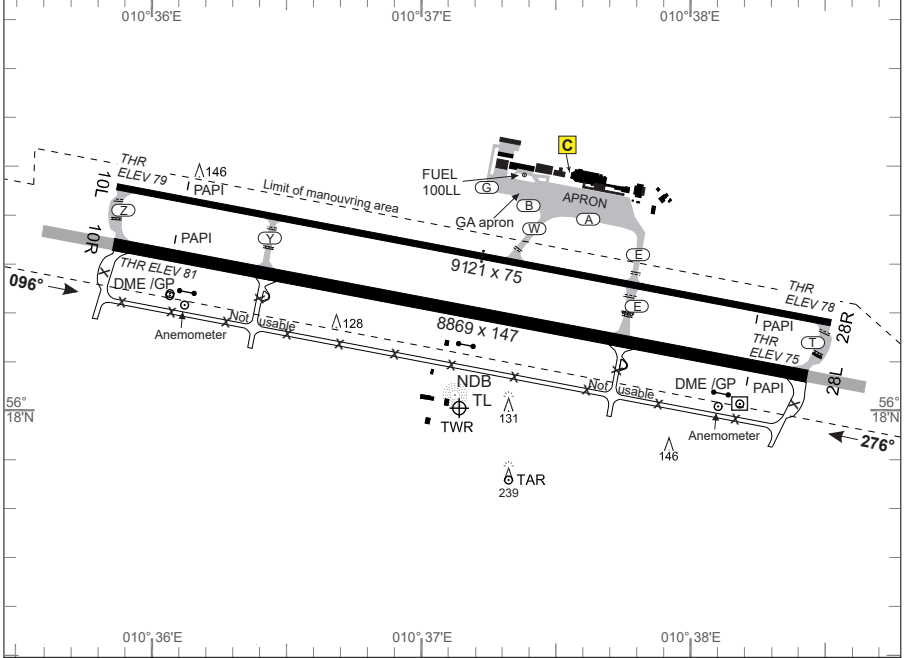 010°36'E
010°37'E
010°38'E
C
THR
ELEV 79
146
PAPI
Limit of manouvring area
FUEL
100LL
G
GA apron
APRON
B
A
W
10L
Z
10R
PAPI
Y
E
9121 x 75
THR ELEV 81
DME /GP
096°
Anemometer
Not usable
128
8869 x 147
E
THR
ELEV 78
PAPI
28R
THR
ELEV 75
T
28L
NDB
TL
TWR
131
Not usable
DME /GP
PAPI
Anemometer
146
276°
56°
18'N
56°
18'N
TAR
239
010°36'E
010°37'E
010°38'E